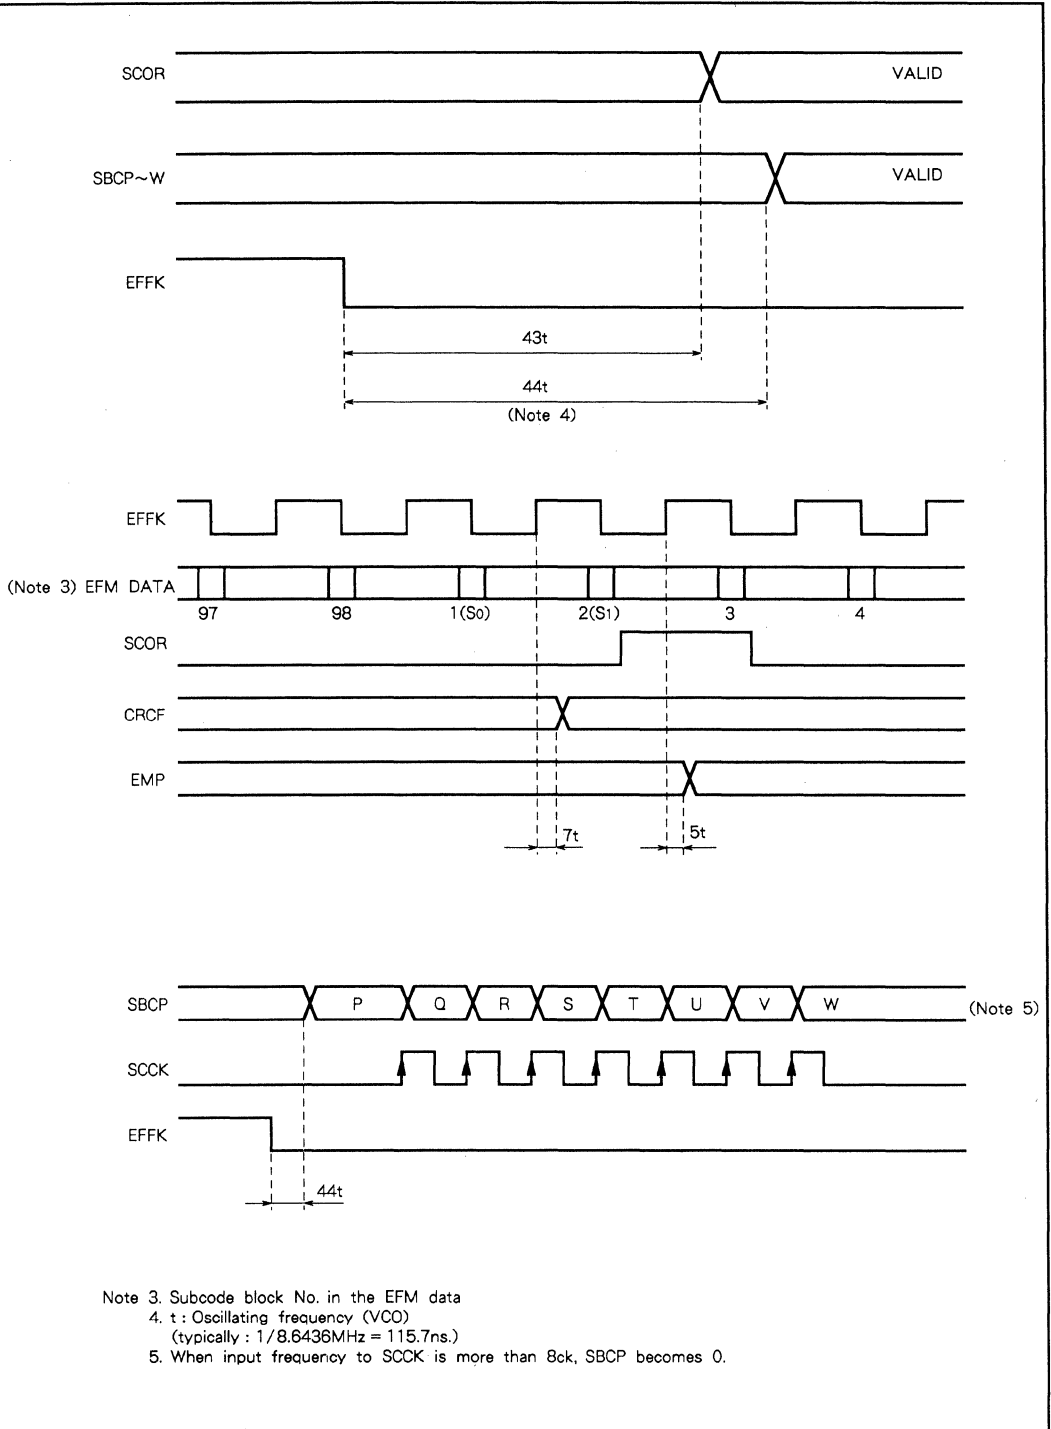 SCOR VALID
SBCP~W VALID
EFFK
43t
44t
(Note 4)
EFFK
(Note 3) EFM DATA
97 98 1(S0) 2(S1) 3 4
SCOR
CRCF
EMP
7t 5t
SBCP P Q R S T U V W (Note 5)
SCCK
EFFK
44t
Note 3. Subcode block No. in the EFM data
4. t : Oscillating frequency (VCO)
(typically : 1/8.6436MHz = 115.7ns.)
5. When input frequency to SCCK is more than 8ck, SBCP becomes 0.